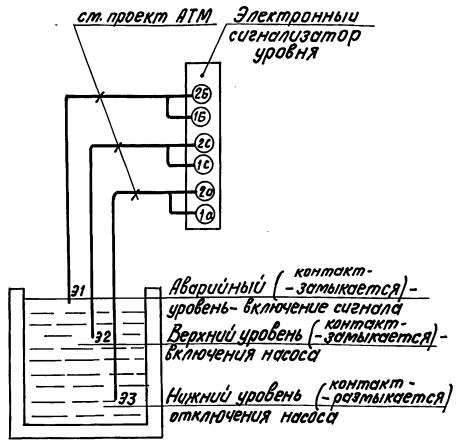 ст. проект АТМ
Электронный
сигнализатор
уровня
2Б
1Б
2С
1С
2а
1а
Э1
Аварийный (контакт-
-замыкается)-
уровень-включение сигнала
Э2
Верхний уровень (контакт-
-замыкается)-
-включения насоса
Э3
Нижний уровень (контакт-
-размыкается)
отключения насоса